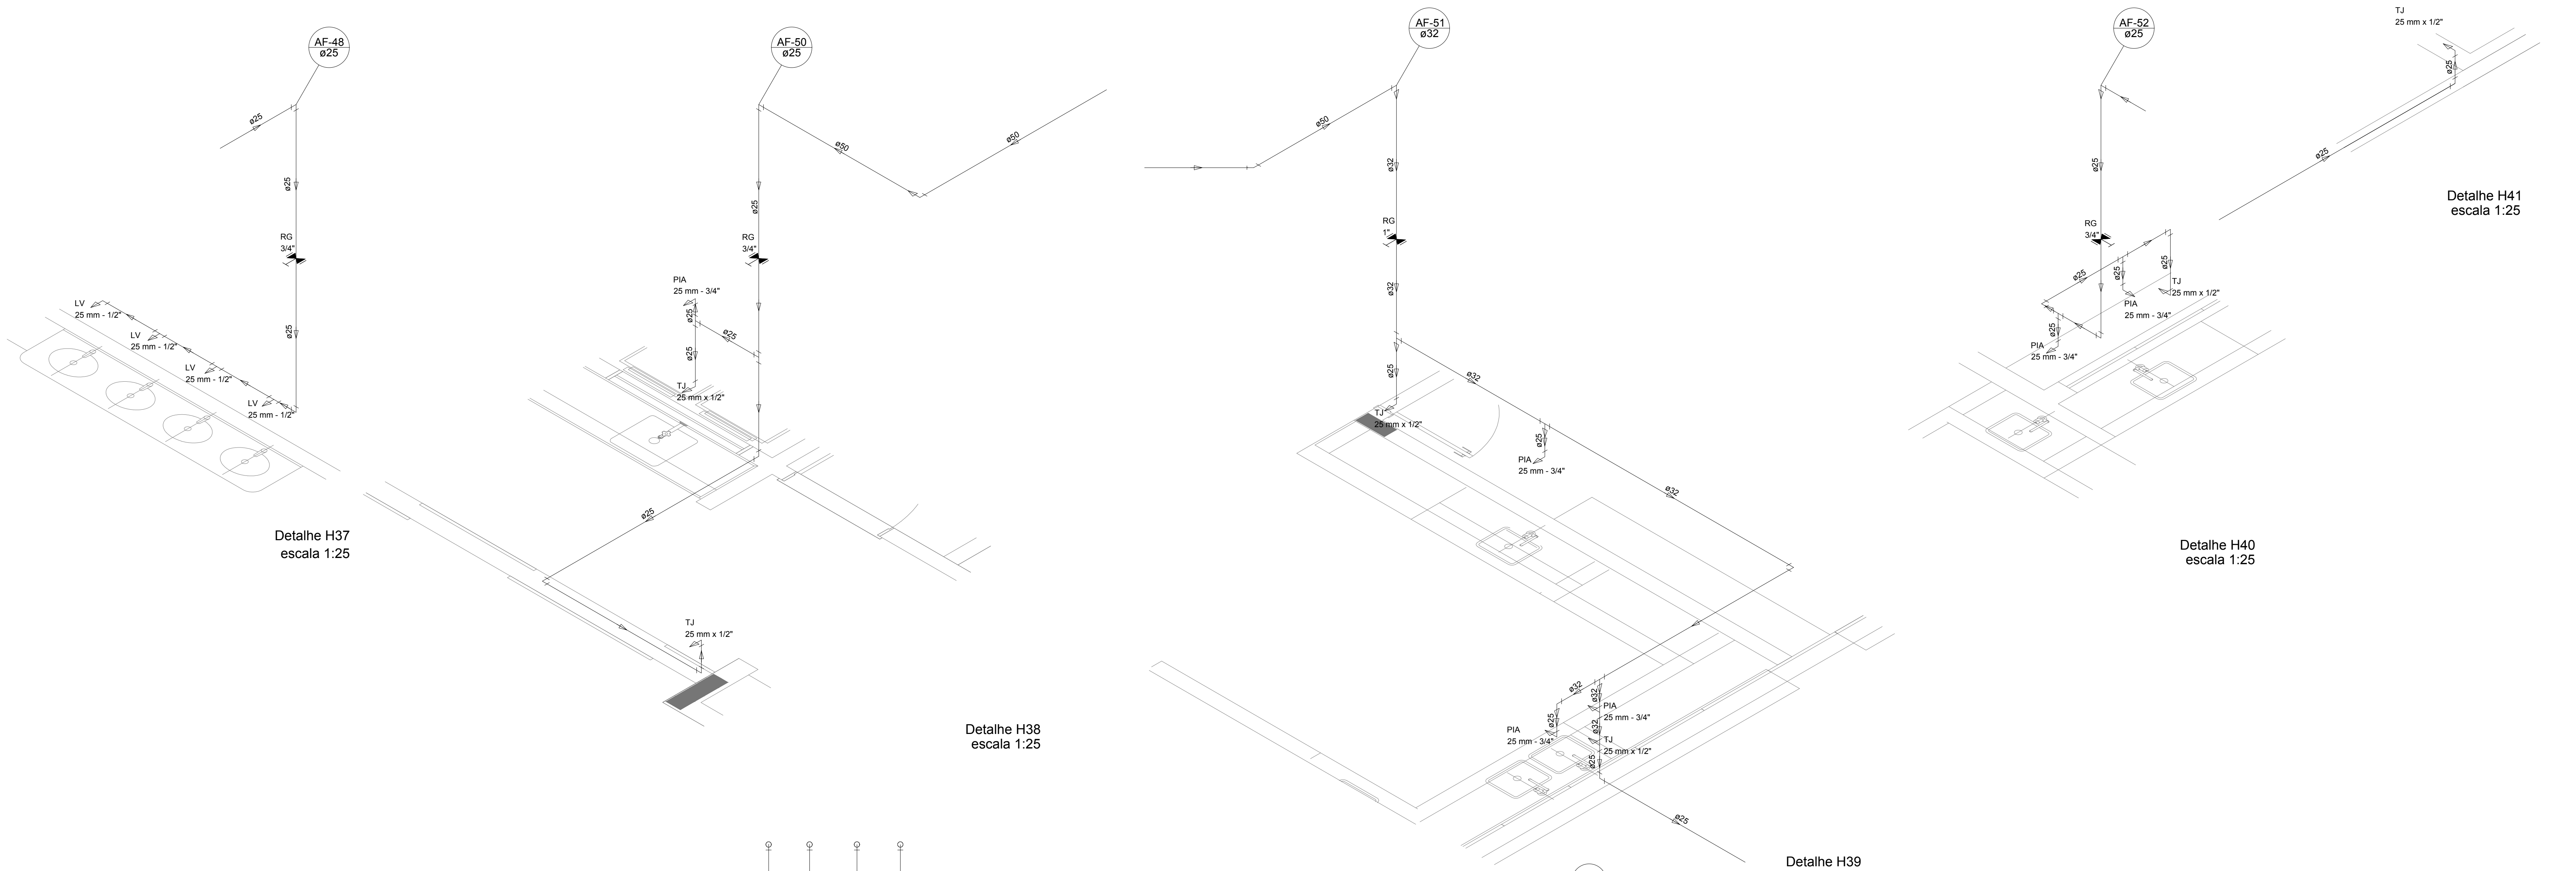 AF-48
ø25
ø25
ø25
RG
3/4"
ø25
LV
25 mm - 1/2"
LV
25 mm - 1/2"
LV
25 mm - 1/2"
LV
25 mm - 1/2"
Detalhe H37
escala 1:25
AF-50
ø25
ø50
ø50
ø25
RG
3/4"
PIA
25 mm - 3/4"
ø25
ø25
ø25
TJ
25 mm x 1/2"
ø25
TJ
25 mm x 1/2"
Detalhe H38
escala 1:25
AF-51
ø32
ø50
ø32
RG
1"
ø32
ø25
ø32
TJ
25 mm x 1/2"
ø25
PIA
25 mm - 3/4"
ø32
ø32
ø32
PIA
25 mm - 3/4"
ø25
ø32
PIA
25 mm - 3/4"
TJ
25 mm x 1/2"
ø25
ø25
Detalhe H39
AF-52
ø25
ø25
RG
3/4"
ø25
ø25
ø25
TJ
25 mm x 1/2"
PIA
25 mm - 3/4"
ø25
PIA
25 mm - 3/4"
Detalhe H40
escala 1:25
TJ
25 mm x 1/2"
ø25
ø25
Detalhe H41
escala 1:25